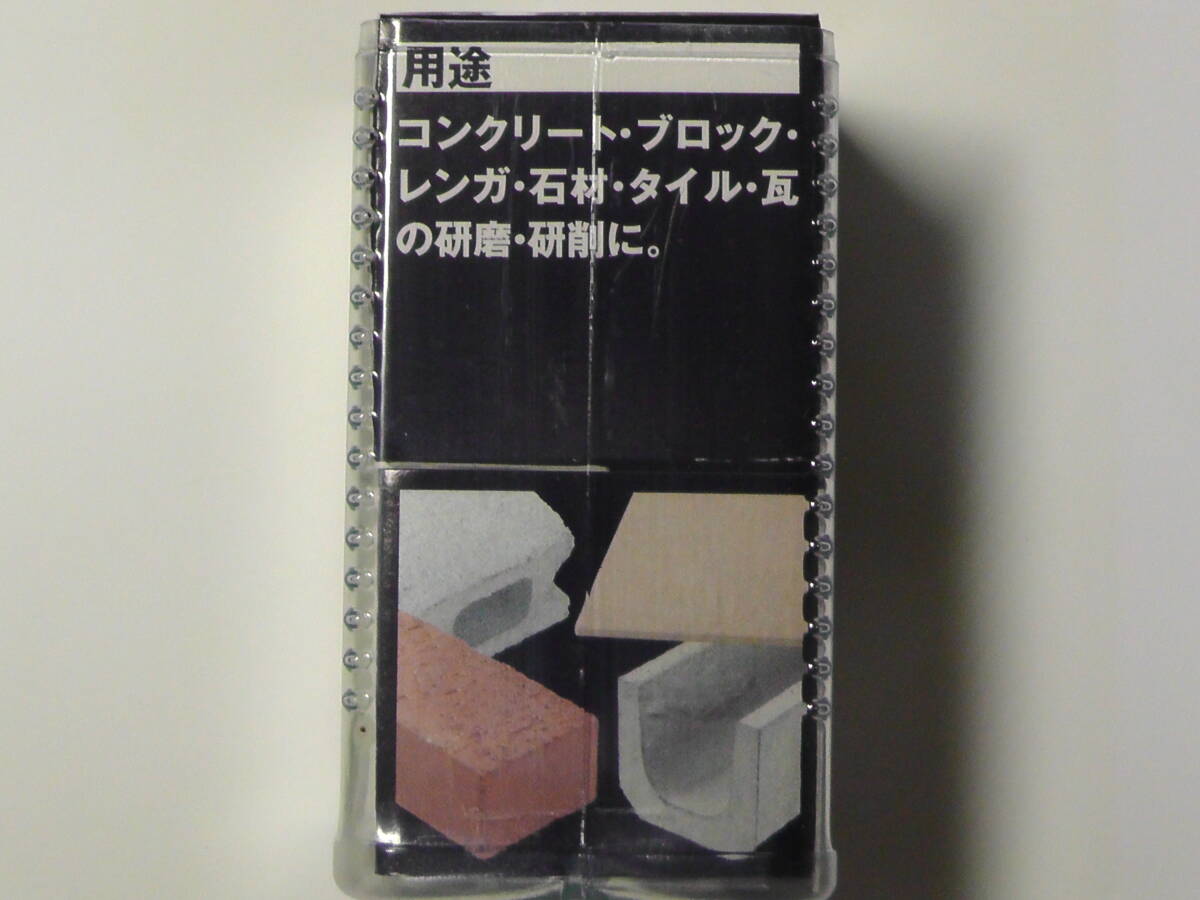 用途
コンクリート・ブロック・
レンガ・石材・タイル・瓦
の研磨・研削に。